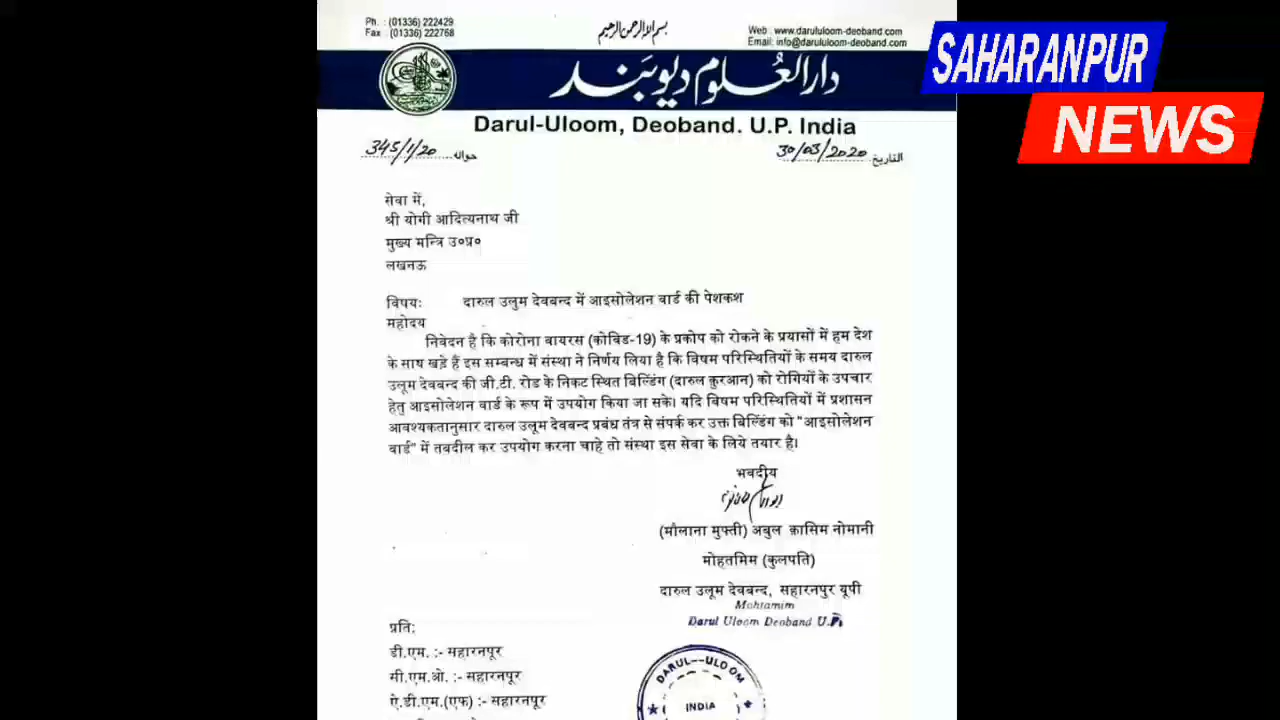 Ph. : (01336) 222429
Fax : (01336) 222768
بسم اللہ الرحمن الرحیم
Web : www.darululoom-deoband.com
Email: info@darululoom-deoband.com
SAHARANPUR
NEWS
دارالعُلوم دیوبَند
Darul-Uloom, Deoband. U.P. India
حواله 345/1/20
التاريخ 30/03/2020
सेवा में,
श्री योगी आदित्यनाथ जी
मुख्य मन्त्रि उ०प्र०
लखनऊ
विषयः दारुल उलुम देवबन्द में आइसोलेशन वार्ड की पेशकश
महोदय
निवेदन है कि कोरोना वायरस (कोविड-19) के प्रकोप को रोकने के प्रयासों में हम देश
के साथ खड़े हैं इस सम्बन्ध में संस्था ने निर्णय लिया है कि विषम परिस्थितियों के समय दारुल
उलूम देवबन्द की जी.टी. रोड के निकट स्थित बिल्डिंग (दारुल क़ुरआन) को रोगियों के उपचार
हेतु आइसोलेशन वार्ड के रूप में उपयोग किया जा सके। यदि विषम परिस्थितियों में प्रशासन
आवश्यकतानुसार दारुल उलूम देवबन्द प्रबंध तंत्र से संपर्क कर उक्त बिल्डिंग को "आइसोलेशन
वार्ड" में तबदील कर उपयोग करना चाहे तो संस्था इस सेवा के लिये तयार है।
भवदीय
(मौलाना मुफ्ती) अबुल क़ासिम नोमानी
मोहतमिम (कुलपति)
दारुल उलूम देवबन्द, सहारनपुर यूपी
Mohtamim
Darul Uloom Deoband U.P.
प्रति:
डी.एम. :- सहारनपूर
सी.एम.ओ. :- सहारनपूर
ऐ.डी.एम.(एफ) :- सहारनपूर
DARUL--ULOOM
INDIA